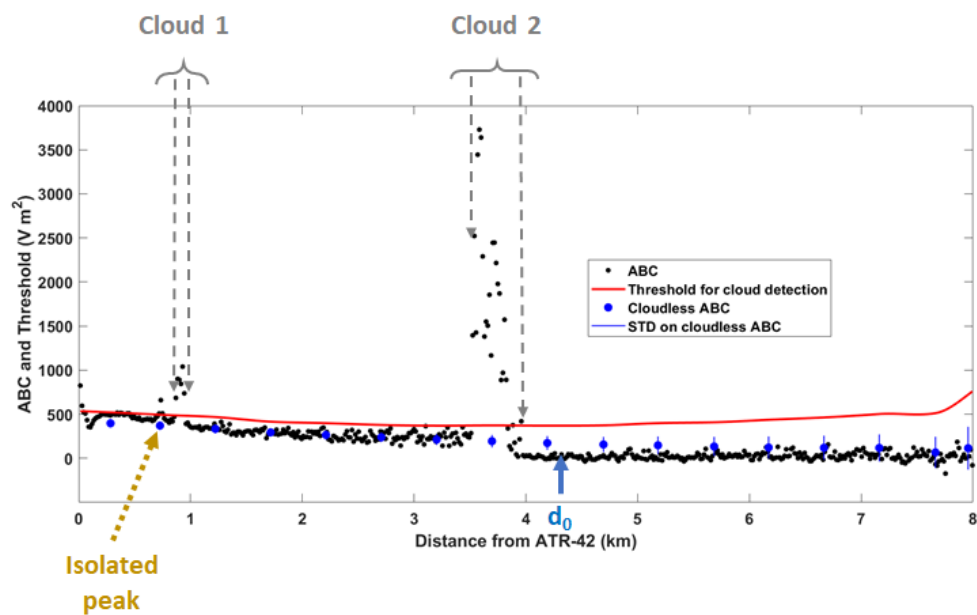 Cloud 1
Cloud 2
4000
3500
3000
2500
2000
1500
1000
500
0
ABC and Threshold (V m²)
ABC
Threshold for cloud detection
Cloudless ABC
STD on cloudless ABC
d₀
0 1 2 3 4 5 6 7 8
Distance from ATR-42 (km)
Isolated
peak